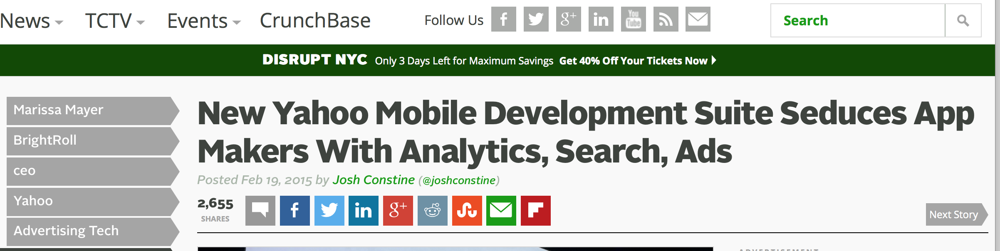 News TCTV Events CrunchBase Follow Us Search
DISRUPT NYC Only 3 Days Left for Maximum Savings Get 40% Off Your Tickets Now
Marissa Mayer
BrightRoll
ceo
Yahoo
Advertising Tech
New Yahoo Mobile Development Suite Seduces App
Makers With Analytics, Search, Ads
Posted Feb 19, 2015 by Josh Constine (@joshconstine)
2,655
SHARES
Next Story
ADVERTISEMENT